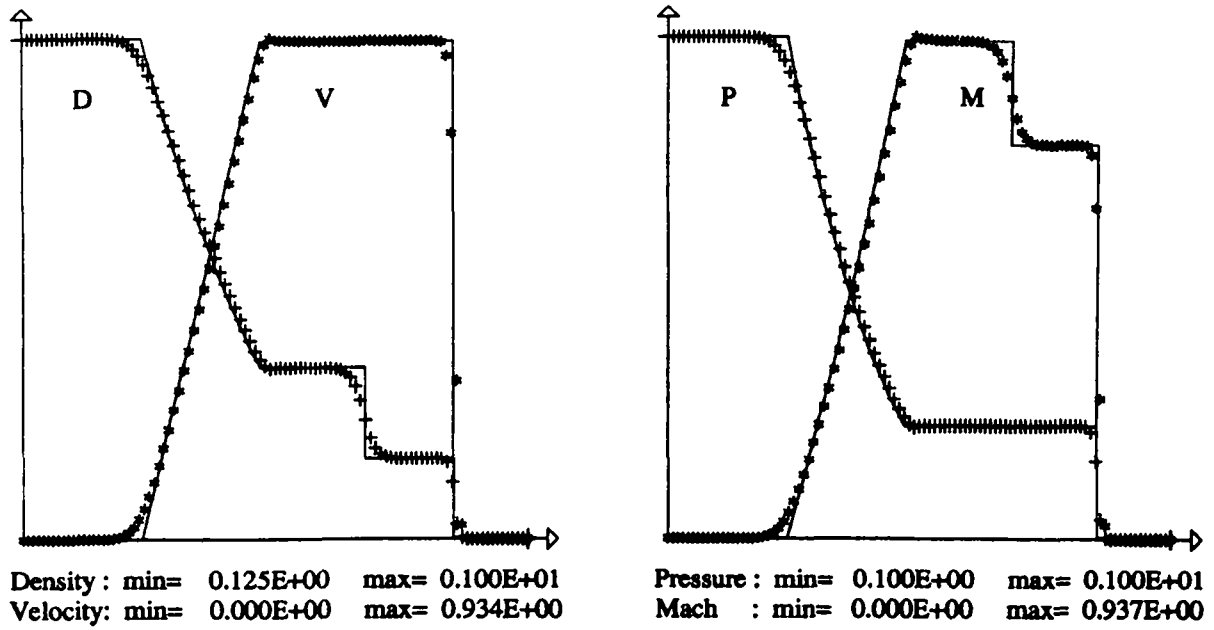 D
V
P
M
Density : min= 0.125E+00 max= 0.100E+01
Velocity: min= 0.000E+00 max= 0.934E+00
Pressure : min= 0.100E+00 max= 0.100E+01
Mach : min= 0.000E+00 max= 0.937E+00